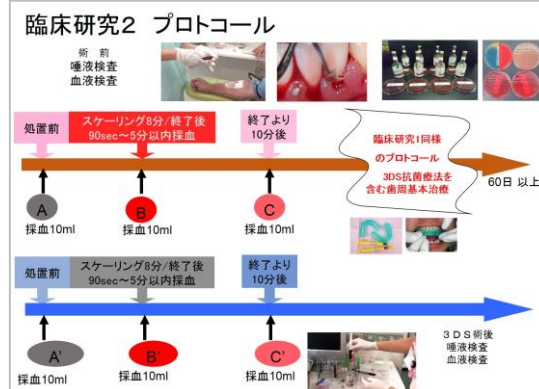 臨床研究2 プロトコール
術 前
唾液検査
血液検査
処置前
スケーリング8分/終了後
90sec~5分以内採血
終了より
10分後
臨床研究1同様
のプロトコール
3DS抗菌療法を
含む歯周基本治療
60日 以上
A
B
C
採血10ml
採血10ml
採血10ml
処置前
スケーリング8分/終了後
90sec~5分以内採血
終了より
10分後
A'
B'
C'
採血10ml
採血10ml
採血10ml
3DS術後
唾液検査
血液検査